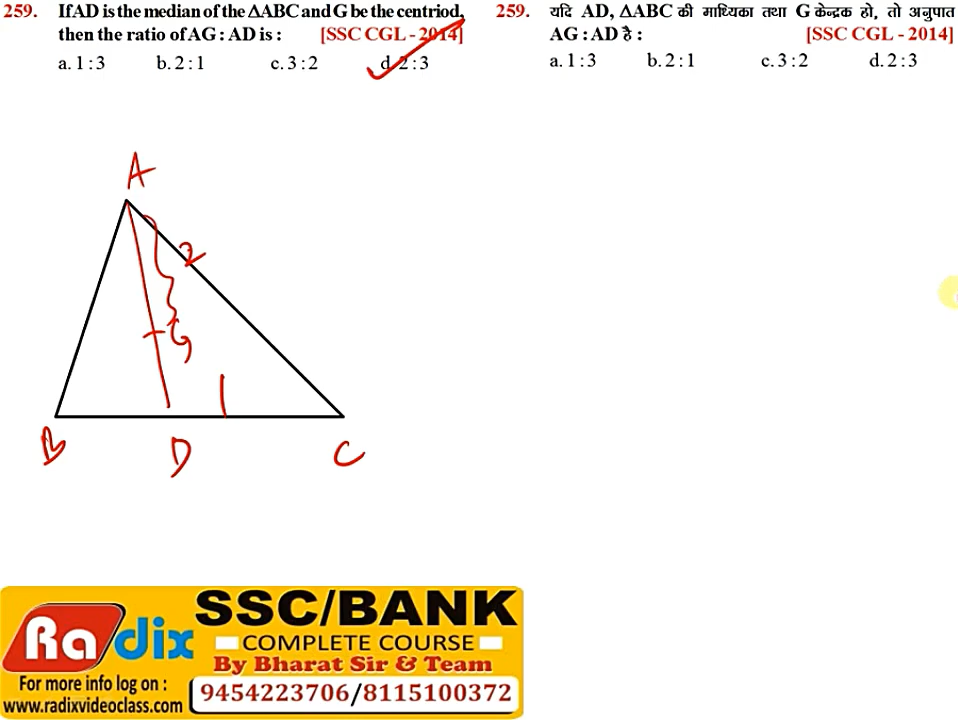 259. If AD is the median of the ΔABC and G be the centriod,
then the ratio of AG : AD is : [SSC CGL - 2014]
a. 1 : 3 b. 2 : 1 c. 3 : 2 d. 2 : 3
259. यदि AD, ΔABC की माध्यिका तथा G केन्द्रक हो, तो अनुपात
AG : AD है : [SSC CGL - 2014]
a. 1 : 3 b. 2 : 1 c. 3 : 2 d. 2 : 3
A
2
G
1
B D C
SSC/BANK
COMPLETE COURSE
By Bharat Sir & Team
9454223706/8115100372
Radix
For more info log on :
www.radixvideoclass.com